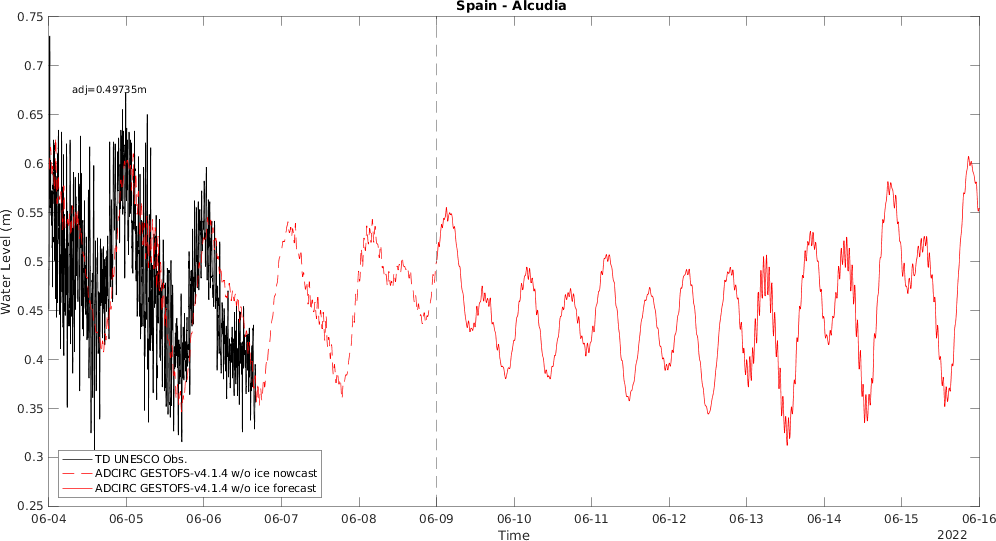 Spain - Alcudia
0.75
0.7
0.65
0.6
0.55
0.5
0.45
0.4
0.35
0.3
0.25
Water Level (m)
adj=0.49735m
TD UNESCO Obs.
ADCIRC GESTOFS-v4.1.4 w/o ice nowcast
ADCIRC GESTOFS-v4.1.4 w/o ice forecast
06-04 06-05 06-06 06-07 06-08 06-09 06-10 06-11 06-12 06-13 06-14 06-15 06-16
Time
2022